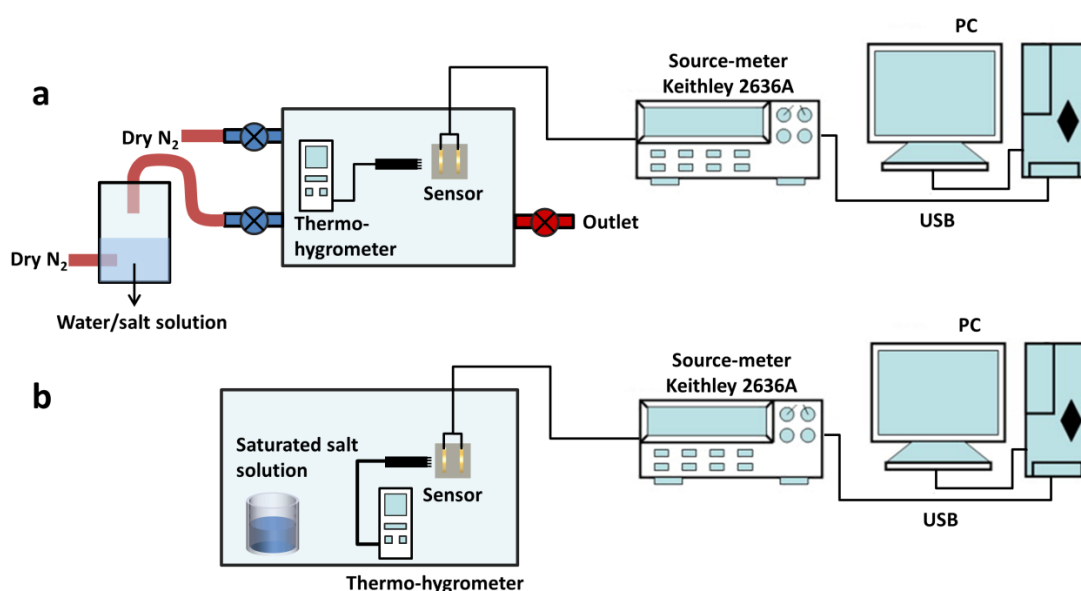 a
Dry N2
Dry N2
Water/salt solution
Thermo-
hygrometer
Sensor
Outlet
Source-meter
Keithley 2636A
PC
USB
b
Saturated salt
solution
Sensor
Thermo-hygrometer
Source-meter
Keithley 2636A
PC
USB